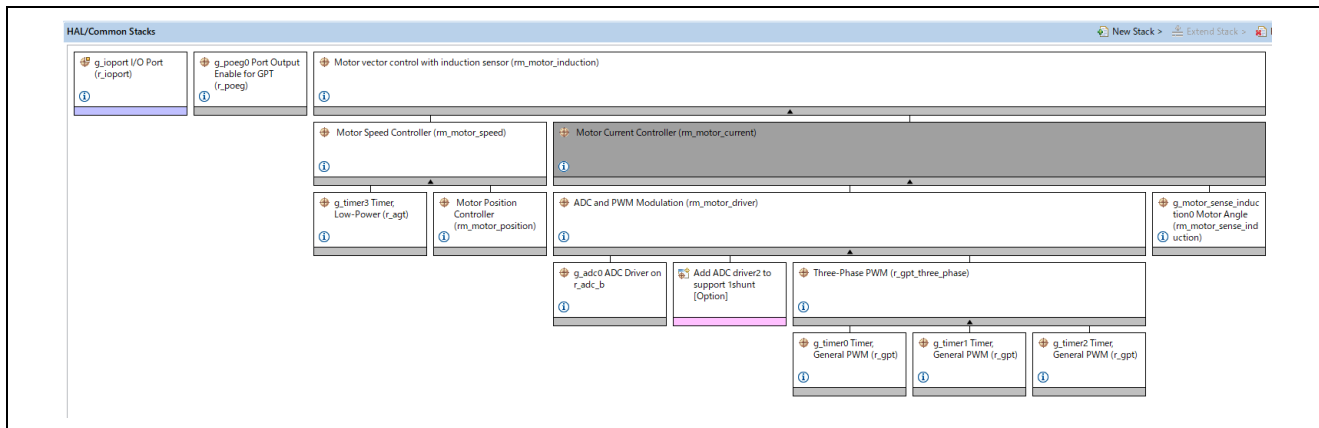 HAL/Common Stacks
New Stack >
Extend Stack >
g_ioport I/O Port
(r_ioport)
g_poeg0 Port Output
Enable for GPT
(r_poeg)
Motor vector control with induction sensor (rm_motor_induction)
Motor Speed Controller (rm_motor_speed)
Motor Current Controller (rm_motor_current)
g_timer3 Timer,
Low-Power (r_agt)
Motor Position
Controller
(rm_motor_position)
ADC and PWM Modulation (rm_motor_driver)
g_motor_sense_induc
tion0 Motor Angle
(rm_motor_sense_ind
uction)
g_adc0 ADC Driver on
r_adc_b
Add ADC driver2 to
support 1shunt
[Option]
Three-Phase PWM (r_gpt_three_phase)
g_timer0 Timer,
General PWM (r_gpt)
g_timer1 Timer,
General PWM (r_gpt)
g_timer2 Timer,
General PWM (r_gpt)